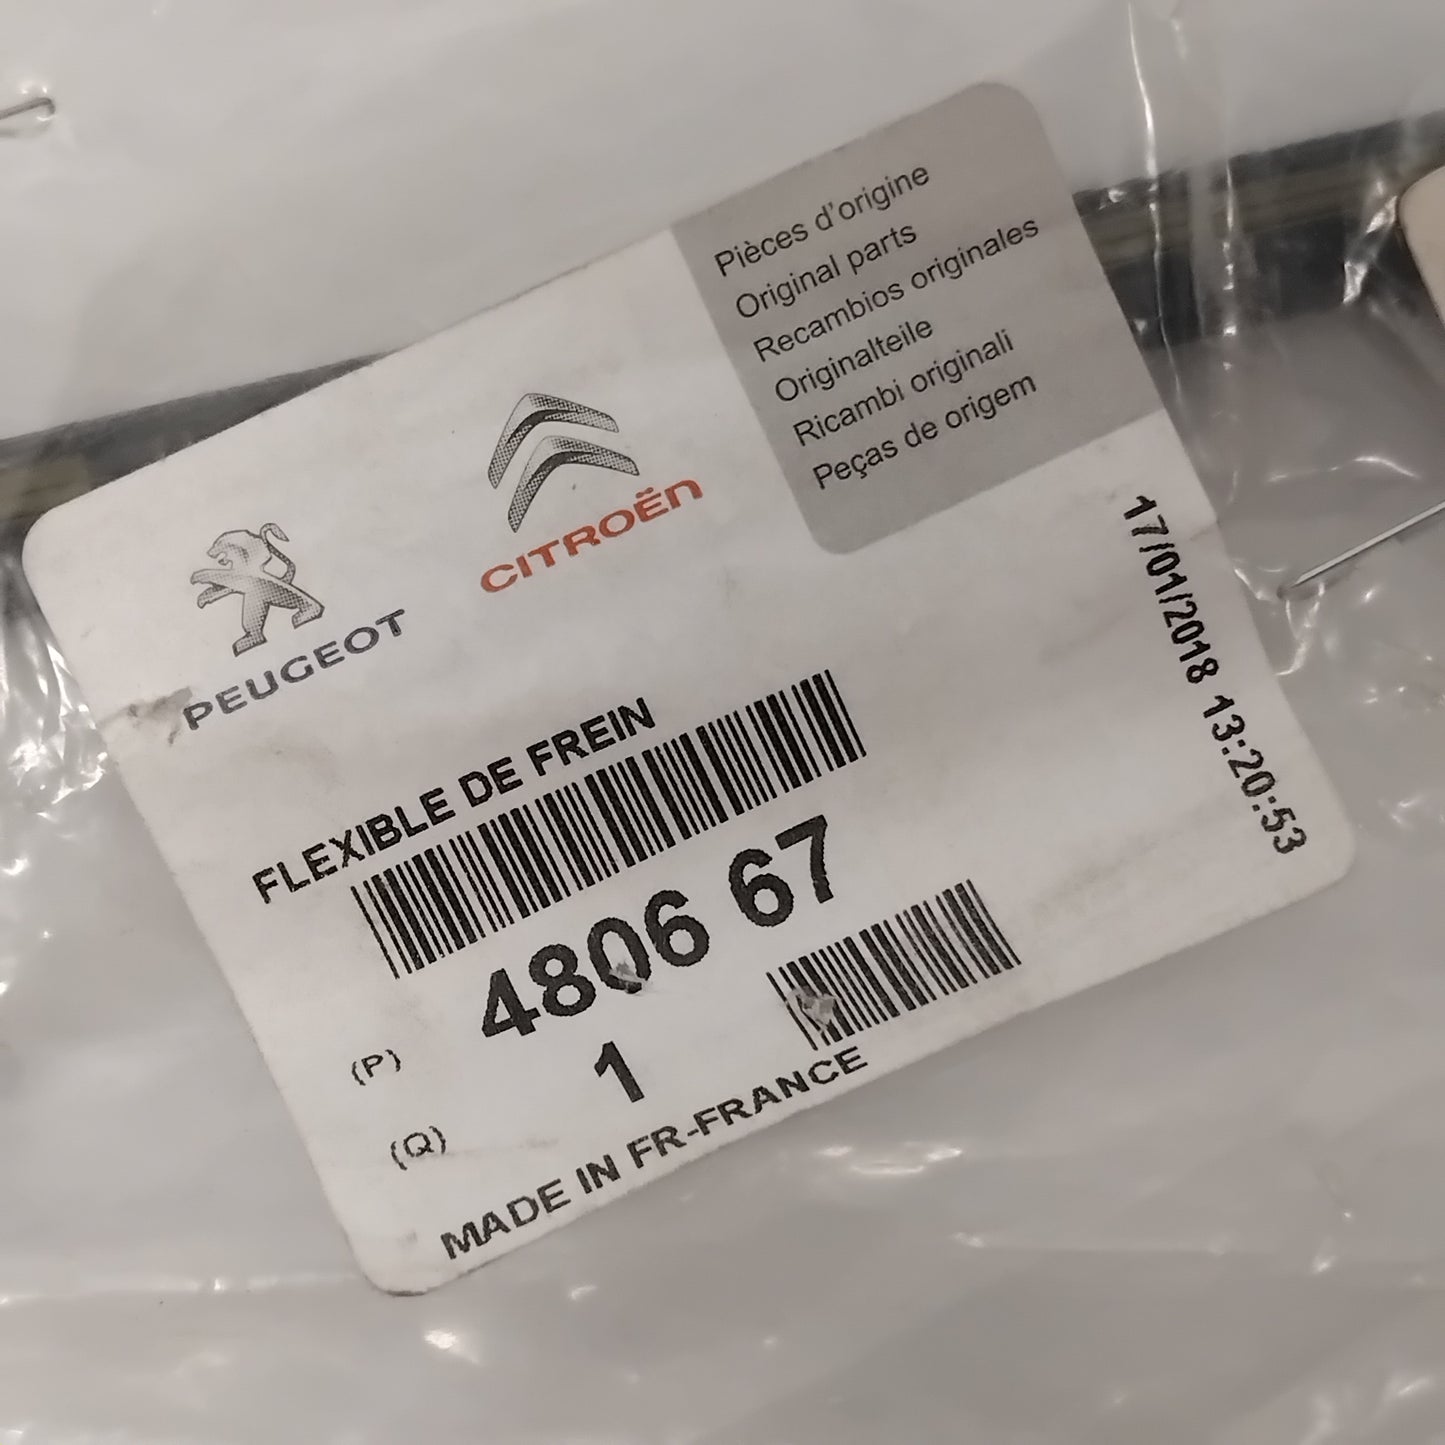 Pièces d'origine
Original parts
Recambios originales
Originalteile
Ricambi originali
Peças de origem
CITROËN
PEUGEOT
17/01/2018 13:20:53
FLEXIBLE DE FREIN
(P) 4806 67
(Q) 1
MADE IN FR-FRANCE